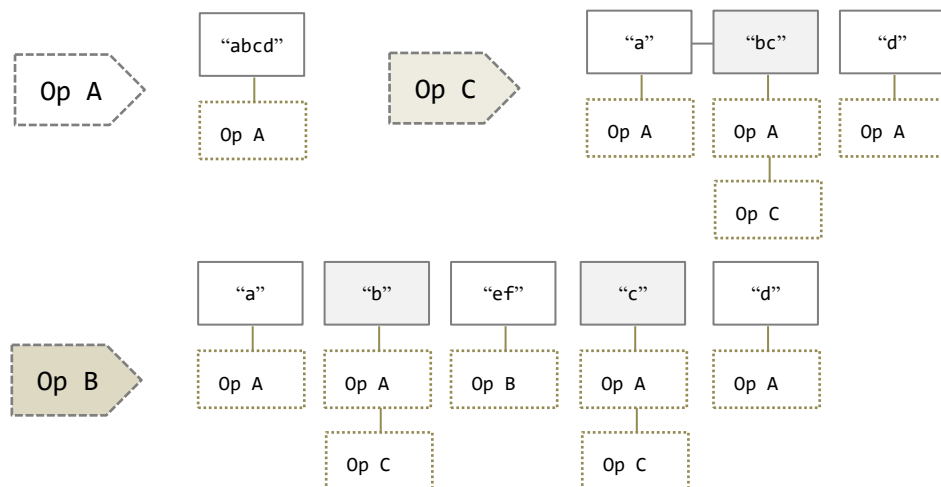 Op A
“abcd”
Op A
Op C
“a”
“bc”
“d”
Op A
Op A
Op A
Op C
Op B
“a”
“b”
“ef”
“c”
“d”
Op A
Op A
Op B
Op A
Op A
Op C
Op C